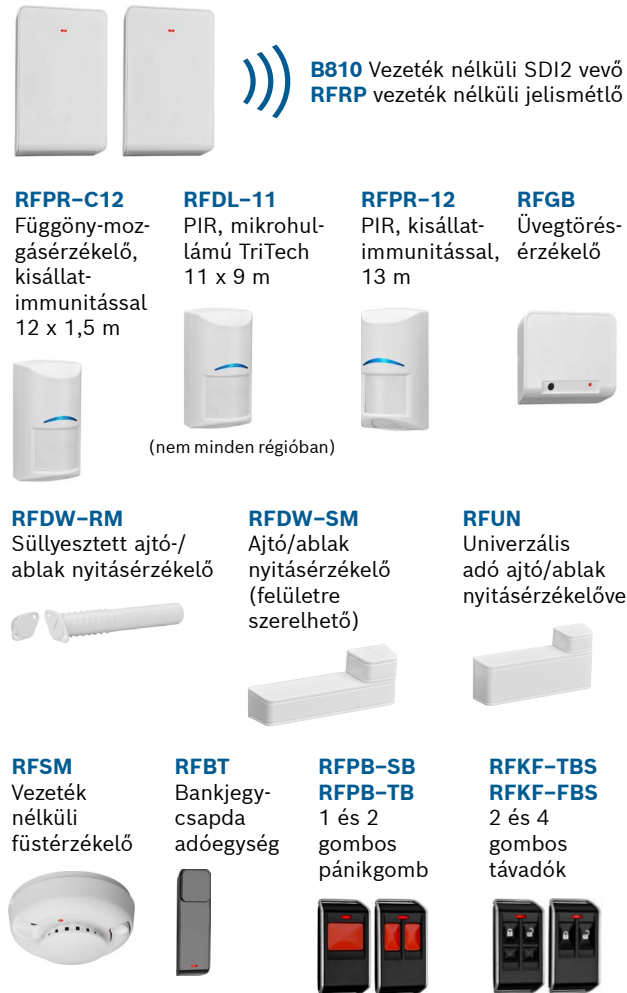 B810 Vezeték nélküli SDI2 vevő
RFRP vezeték nélküli jelismétlő
RFPR-C12
Függöny-moz-
gásérzékelő,
kisállat-
immunitással
12 x 1,5 m
RFDL-11
PIR, mikrohul-
lámú TriTech
11 x 9 m
(nem minden régióban)
RFPR-12
PIR, kisállat-
immunitással,
13 m
RFGB
Üvegtörés-
érzékelő
RFDW-RM
Süllyesztett ajtó-/
ablak nyitásérzékelő
RFDW-SM
Ajtó/ablak
nyitásérzékelő
(felületre
szerelhető)
RFUN
Univerzális
adó ajtó/ablak
nyitásérzékelőve
RFSM
Vezeték
nélküli
füstérzékelő
RFBT
Bankjegy-
csapda
adóegység
RFPB-SB
RFPB-TB
1 és 2
gombos
pánikgomb
RFKF-TBS
RFKF-FBS
2 és 4
gombos
távadók